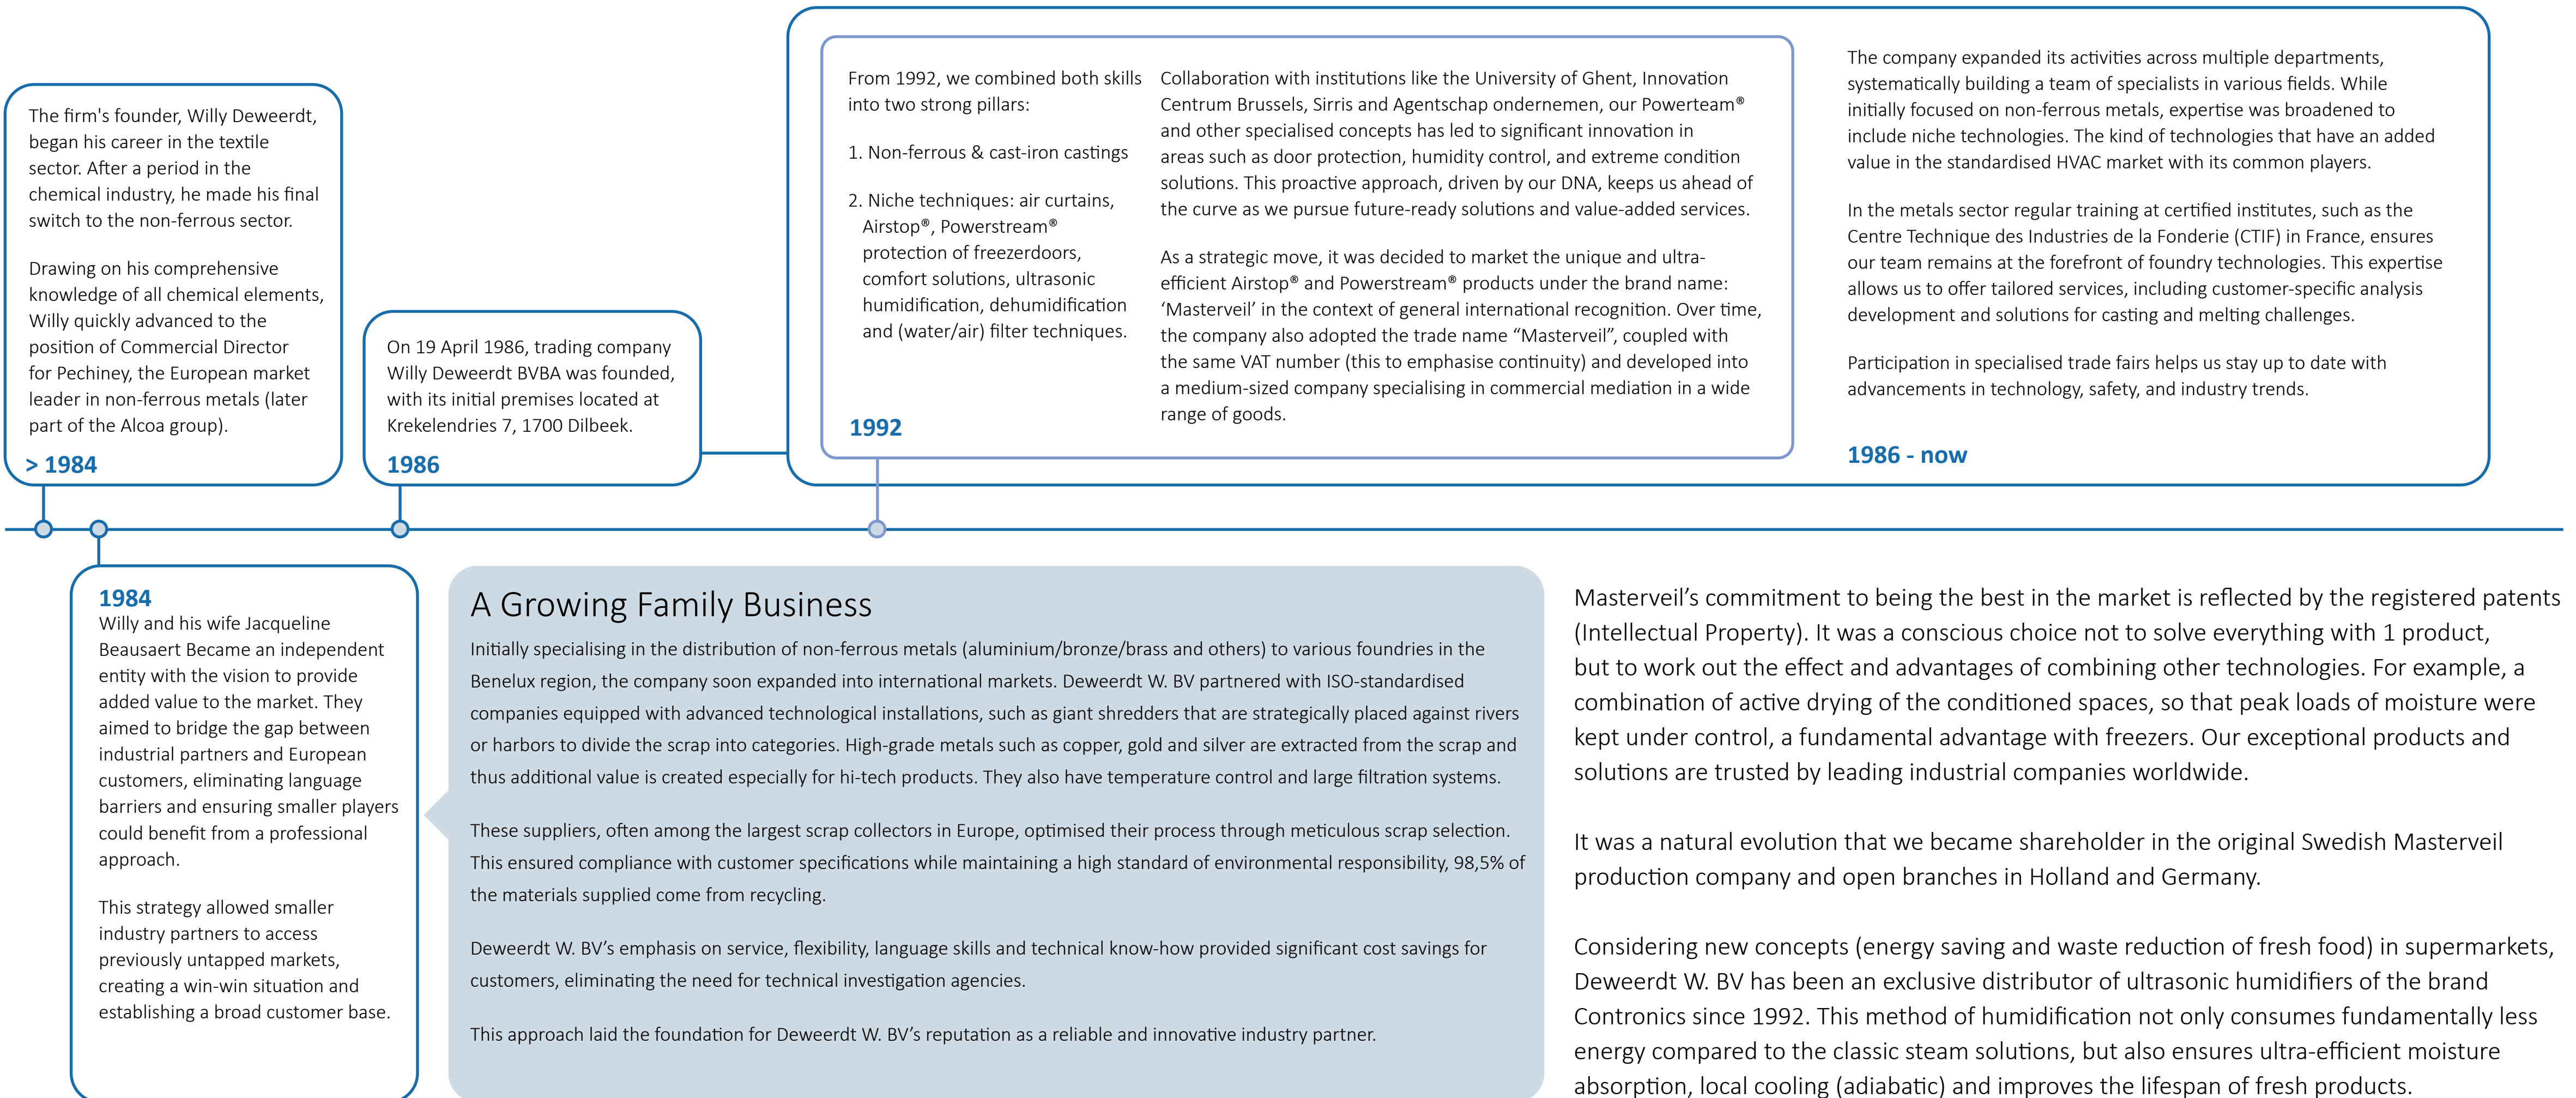 The firm's founder, Willy Deweerdt,
began his career in the textile
sector. After a period in the
chemical industry, he made his final
switch to the non-ferrous sector.
Drawing on his comprehensive
knowledge of all chemical elements,
Willy quickly advanced to the
position of Commercial Director
for Pechiney, the European market
leader in non-ferrous metals (later
part of the Alcoa group).
> 1984
On 19 April 1986, trading company
Willy Deweerdt BVBA was founded,
with its initial premises located at
Krekelendries 7, 1700 Dilbeek.
1986
From 1992, we combined both skills
into two strong pillars:
1. Non-ferrous & cast-iron castings
2. Niche techniques: air curtains,
Airstop®, Powerstream®
protection of freezerdoors,
comfort solutions, ultrasonic
humidification, dehumidification
and (water/air) filter techniques.
1992
Collaboration with institutions like the University of Ghent, Innovation
Centrum Brussels, Sirris and Agentschap ondernemen, our Powerteam®
and other specialised concepts has led to significant innovation in
areas such as door protection, humidity control, and extreme condition
solutions. This proactive approach, driven by our DNA, keeps us ahead of
the curve as we pursue future-ready solutions and value-added services.
As a strategic move, it was decided to market the unique and ultra-
efficient Airstop® and Powerstream® products under the brand name:
‘Masterveil’ in the context of general international recognition. Over time,
the company also adopted the trade name “Masterveil”, coupled with
the same VAT number (this to emphasise continuity) and developed into
a medium-sized company specialising in commercial mediation in a wide
range of goods.
The company expanded its activities across multiple departments,
systematically building a team of specialists in various fields. While
initially focused on non-ferrous metals, expertise was broadened to
include niche technologies. The kind of technologies that have an added
value in the standardised HVAC market with its common players.
In the metals sector regular training at certified institutes, such as the
Centre Technique des Industries de la Fonderie (CTIF) in France, ensures
our team remains at the forefront of foundry technologies. This expertise
allows us to offer tailored services, including customer-specific analysis
development and solutions for casting and melting challenges.
Participation in specialised trade fairs helps us stay up to date with
advancements in technology, safety, and industry trends.
1986 - now
1984
Willy and his wife Jacqueline
Beausaert Became an independent
entity with the vision to provide
added value to the market. They
aimed to bridge the gap between
industrial partners and European
customers, eliminating language
barriers and ensuring smaller players
could benefit from a professional
approach.
This strategy allowed smaller
industry partners to access
previously untapped markets,
creating a win-win situation and
establishing a broad customer base.
A Growing Family Business
Initially specialising in the distribution of non-ferrous metals (aluminium/bronze/brass and others) to various foundries in the
Benelux region, the company soon expanded into international markets. Deweerdt W. BV partnered with ISO-standardised
companies equipped with advanced technological installations, such as giant shredders that are strategically placed against rivers
or harbors to divide the scrap into categories. High-grade metals such as copper, gold and silver are extracted from the scrap and
thus additional value is created especially for hi-tech products. They also have temperature control and large filtration systems.
These suppliers, often among the largest scrap collectors in Europe, optimised their process through meticulous scrap selection.
This ensured compliance with customer specifications while maintaining a high standard of environmental responsibility, 98,5% of
the materials supplied come from recycling.
Deweerdt W. BV’s emphasis on service, flexibility, language skills and technical know-how provided significant cost savings for
customers, eliminating the need for technical investigation agencies.
This approach laid the foundation for Deweerdt W. BV’s reputation as a reliable and innovative industry partner.
Masterveil’s commitment to being the best in the market is reflected by the registered patents
(Intellectual Property). It was a conscious choice not to solve everything with 1 product,
but to work out the effect and advantages of combining other technologies. For example, a
combination of active drying of the conditioned spaces, so that peak loads of moisture were
kept under control, a fundamental advantage with freezers. Our exceptional products and
solutions are trusted by leading industrial companies worldwide.
It was a natural evolution that we became shareholder in the original Swedish Masterveil
production company and open branches in Holland and Germany.
Considering new concepts (energy saving and waste reduction of fresh food) in supermarkets,
Deweerdt W. BV has been an exclusive distributor of ultrasonic humidifiers of the brand
Contronics since 1992. This method of humidification not only consumes fundamentally less
energy compared to the classic steam solutions, but also ensures ultra-efficient moisture
absorption, local cooling (adiabatic) and improves the lifespan of fresh products.